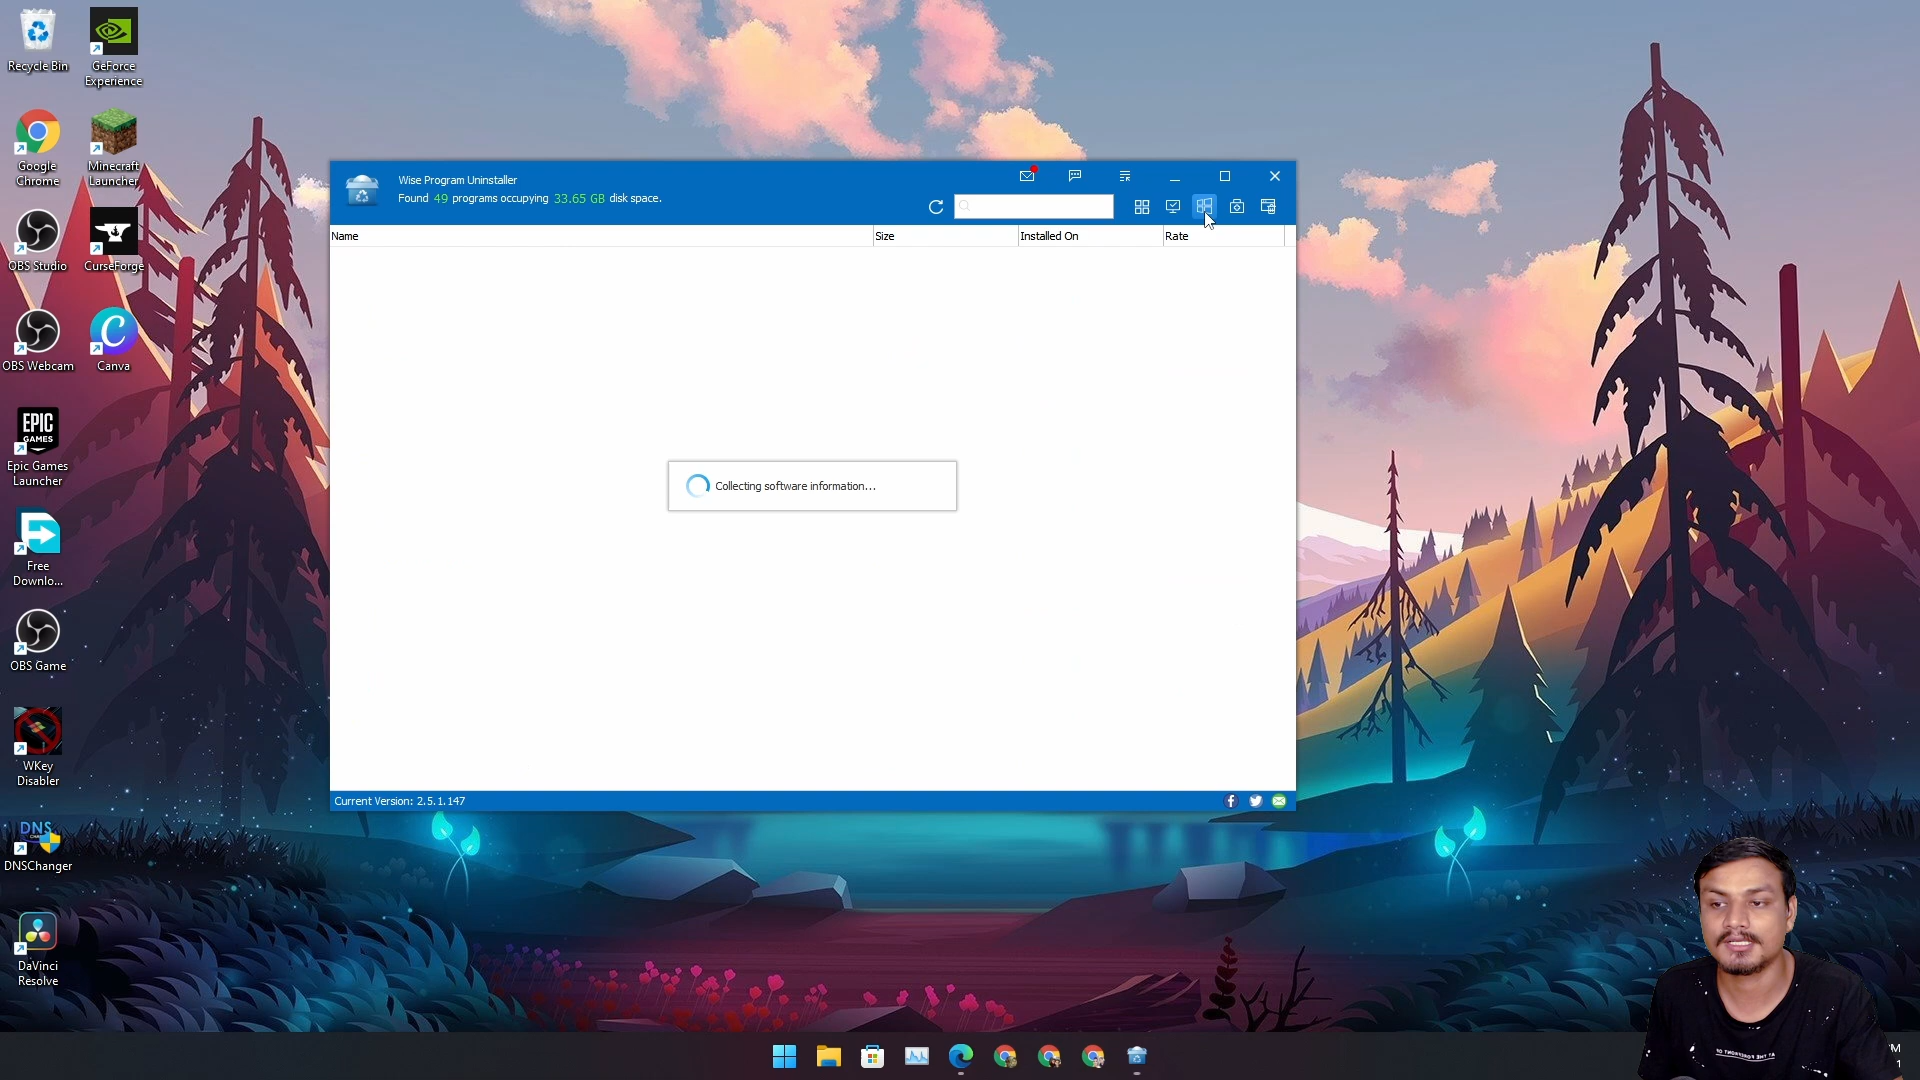 Recycle Bin
GeForce
Experience
Google
Chrome
Minecraft
Launcher
OBS Studio
CurseForge
OBS Webcam
Canva
EPIC
GAMES
Epic Games
Launcher
Free
Downlo...
OBS Game
WKey
Disabler
DNS
DNSChanger
DaVinci
Resolve
Wise Program Uninstaller
Found 49 programs occupying 33.65 GB disk space.
Name
Size
Installed On
Rate
Collecting software information...
Current Version: 2.5.1.147